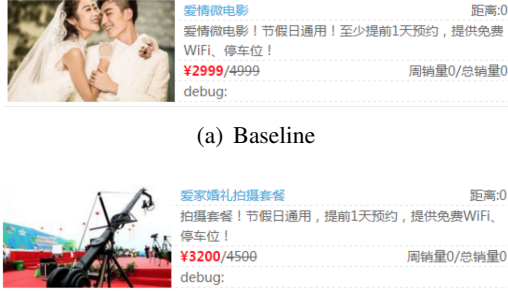 爱情微电影 距离:0
爱情微电影！节假日通用！至少提前1天预约，提供免费
WiFi、停车位！
¥2999/4999 周销量0/总销量0
debug:
(a) Baseline
爱家婚礼拍摄套餐 距离:0
拍摄套餐！节假日通用，提前1天预约，提供免费WiFi、
停车位！
¥3200/4500 周销量0/总销量0
debug: